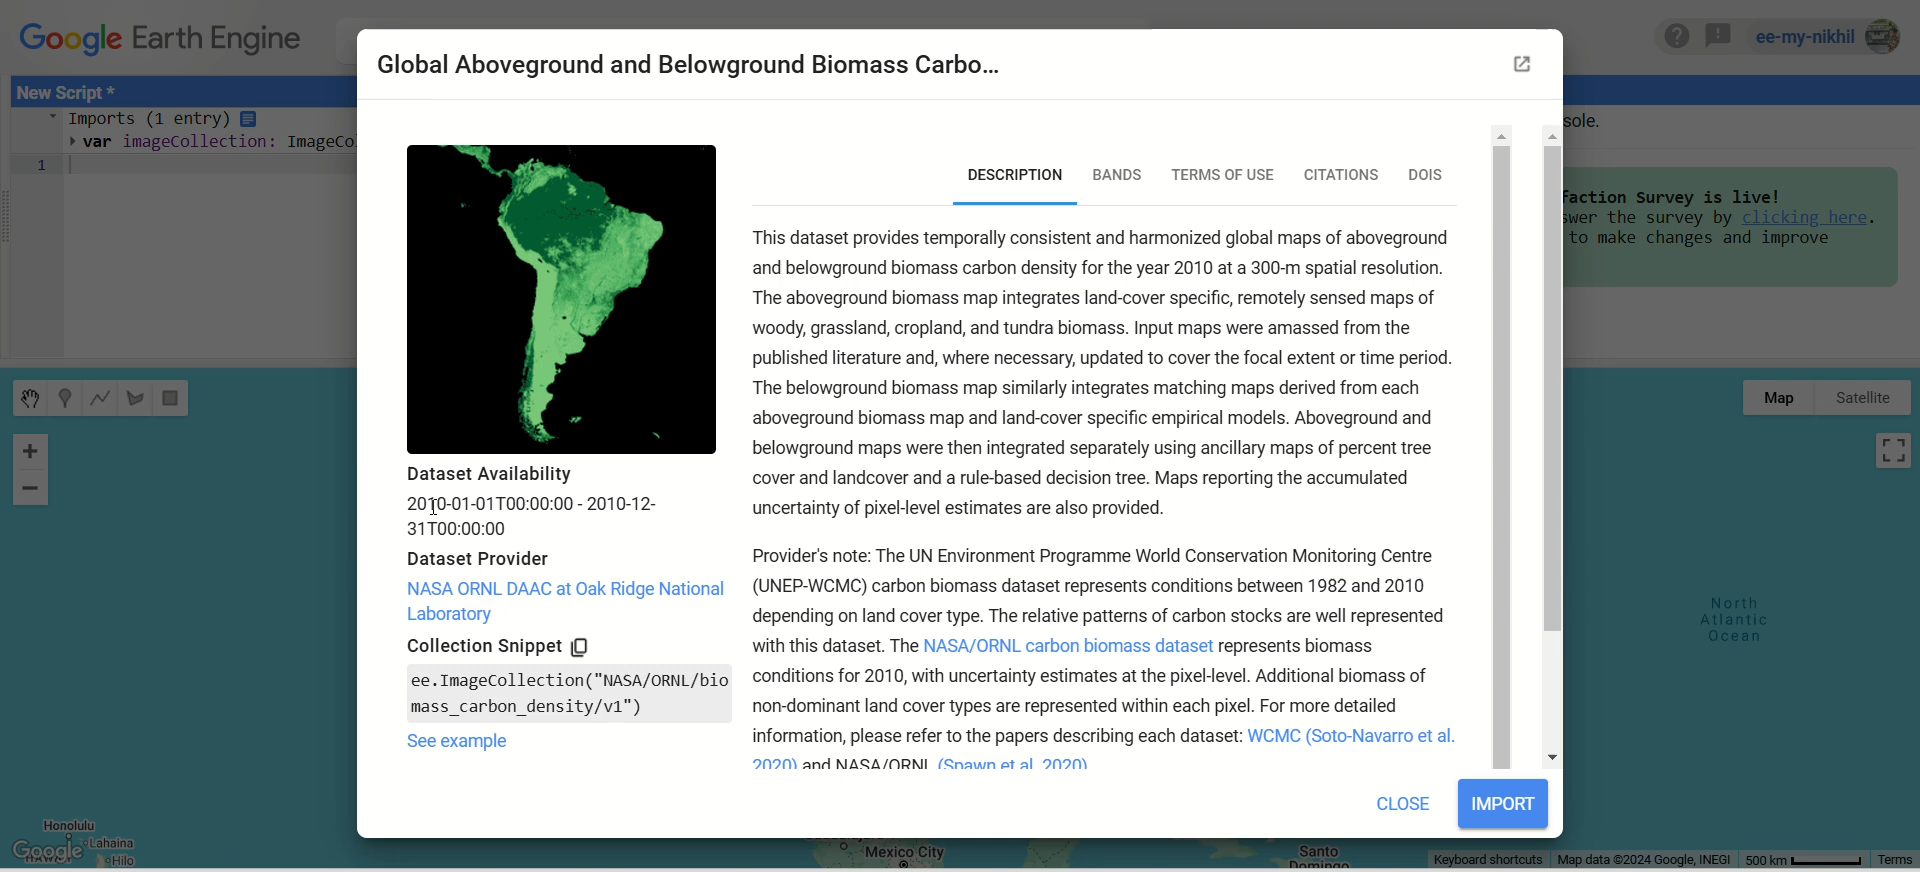 Google Earth Engine
ee-my-nikhil
New Script *
Imports (1 entry)
var imageCollection: ImageCo
1
Global Aboveground and Belowground Biomass Carbo...
sole.
faction Survey is live!
swer the survey by clicking here.
to make changes and improve
DESCRIPTION BANDS TERMS OF USE CITATIONS DOIS
This dataset provides temporally consistent and harmonized global maps of aboveground
and belowground biomass carbon density for the year 2010 at a 300-m spatial resolution.
The aboveground biomass map integrates land-cover specific, remotely sensed maps of
woody, grassland, cropland, and tundra biomass. Input maps were amassed from the
published literature and, where necessary, updated to cover the focal extent or time period.
The belowground biomass map similarly integrates matching maps derived from each
aboveground biomass map and land-cover specific empirical models. Aboveground and
belowground maps were then integrated separately using ancillary maps of percent tree
cover and landcover and a rule-based decision tree. Maps reporting the accumulated
uncertainty of pixel-level estimates are also provided.
Provider's note: The UN Environment Programme World Conservation Monitoring Centre
(UNEP-WCMC) carbon biomass dataset represents conditions between 1982 and 2010
depending on land cover type. The relative patterns of carbon stocks are well represented
with this dataset. The NASA/ORNL carbon biomass dataset represents biomass
conditions for 2010, with uncertainty estimates at the pixel-level. Additional biomass of
non-dominant land cover types are represented within each pixel. For more detailed
information, please refer to the papers describing each dataset: WCMC (Soto-Navarro et al.
2020) and NASA/ORNL (Spawn et al. 2020)
Dataset Availability
2010-01-01T00:00:00 - 2010-12-
31T00:00:00
Dataset Provider
NASA ORNL DAAC at Oak Ridge National
Laboratory
Collection Snippet
ee.ImageCollection("NASA/ORNL/bio
mass_carbon_density/v1")
See example
CLOSE IMPORT
Map Satellite
North
Atlantic
Ocean
Honolulu
Lahaina
Hilo
Google
Mexico City
Santo
Domingo
Keyboard shortcuts Map data ©2024 Google, INEGI 500 km Terms